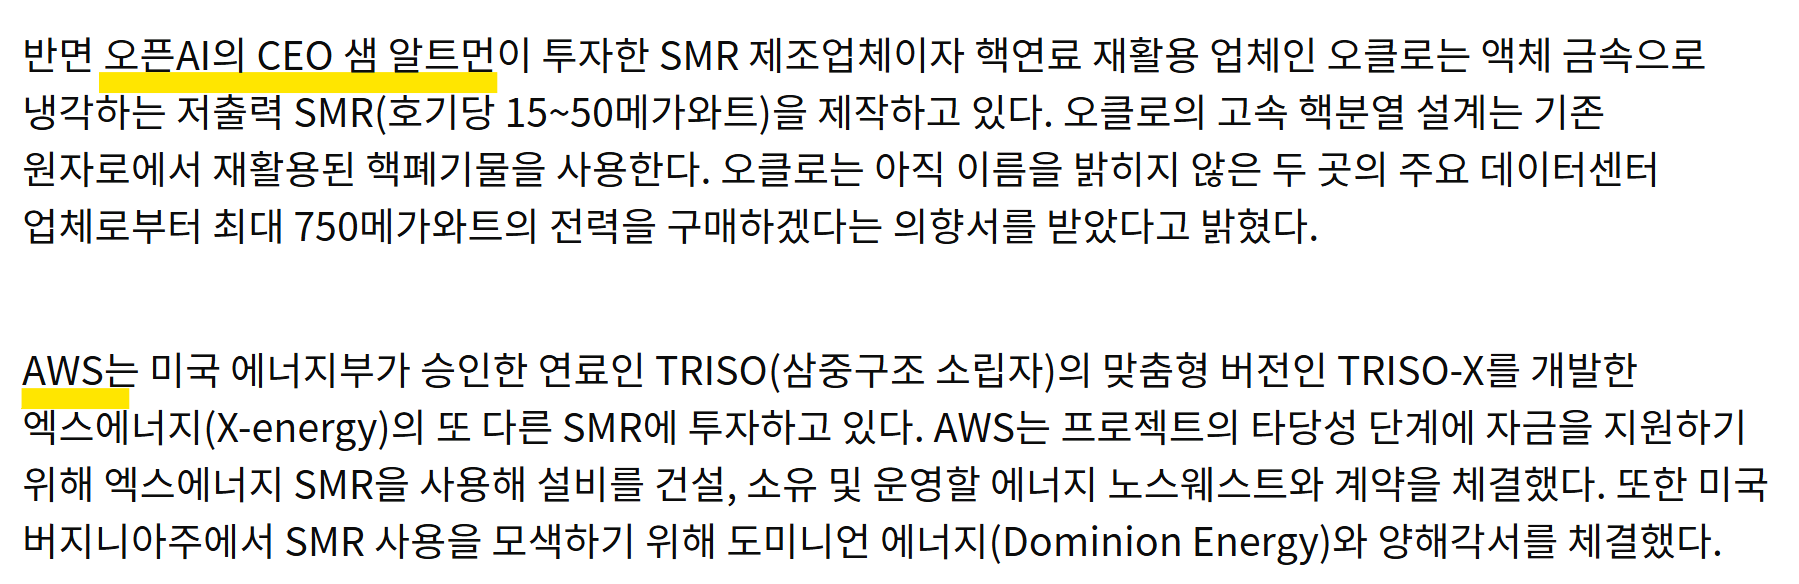 반면 오픈AI의 CEO 샘 알트먼이 투자한 SMR 제조업체이자 핵연료 재활용 업체인 오클로는 액체 금속으로
냉각하는 저출력 SMR(호기당 15~50메가와트)을 제작하고 있다. 오클로의 고속 핵분열 설계는 기존
원자로에서 재활용된 핵폐기물을 사용한다. 오클로는 아직 이름을 밝히지 않은 두 곳의 주요 데이터센터
업체로부터 최대 750메가와트의 전력을 구매하겠다는 의향서를 받았다고 밝혔다.
AWS는 미국 에너지부가 승인한 연료인 TRISO(삼중구조 소립자)의 맞춤형 버전인 TRISO-X를 개발한
엑스에너지(X-energy)의 또 다른 SMR에 투자하고 있다. AWS는 프로젝트의 타당성 단계에 자금을 지원하기
위해 엑스에너지 SMR을 사용해 설비를 건설, 소유 및 운영할 에너지 노스웨스트와 계약을 체결했다. 또한 미국
버지니아주에서 SMR 사용을 모색하기 위해 도미니언 에너지(Dominion Energy)와 양해각서를 체결했다.